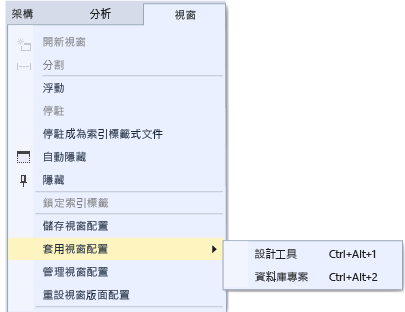 架構 分析 視窗
開新視窗
分割
浮動
停駐
停駐成為索引標籤式文件
自動隱藏
隱藏
鎖定索引標籤
儲存視窗配置
套用視窗配置
設計工具 Ctrl+Alt+1
資料庫專案 Ctrl+Alt+2
管理視窗配置
重設視窗版面配置